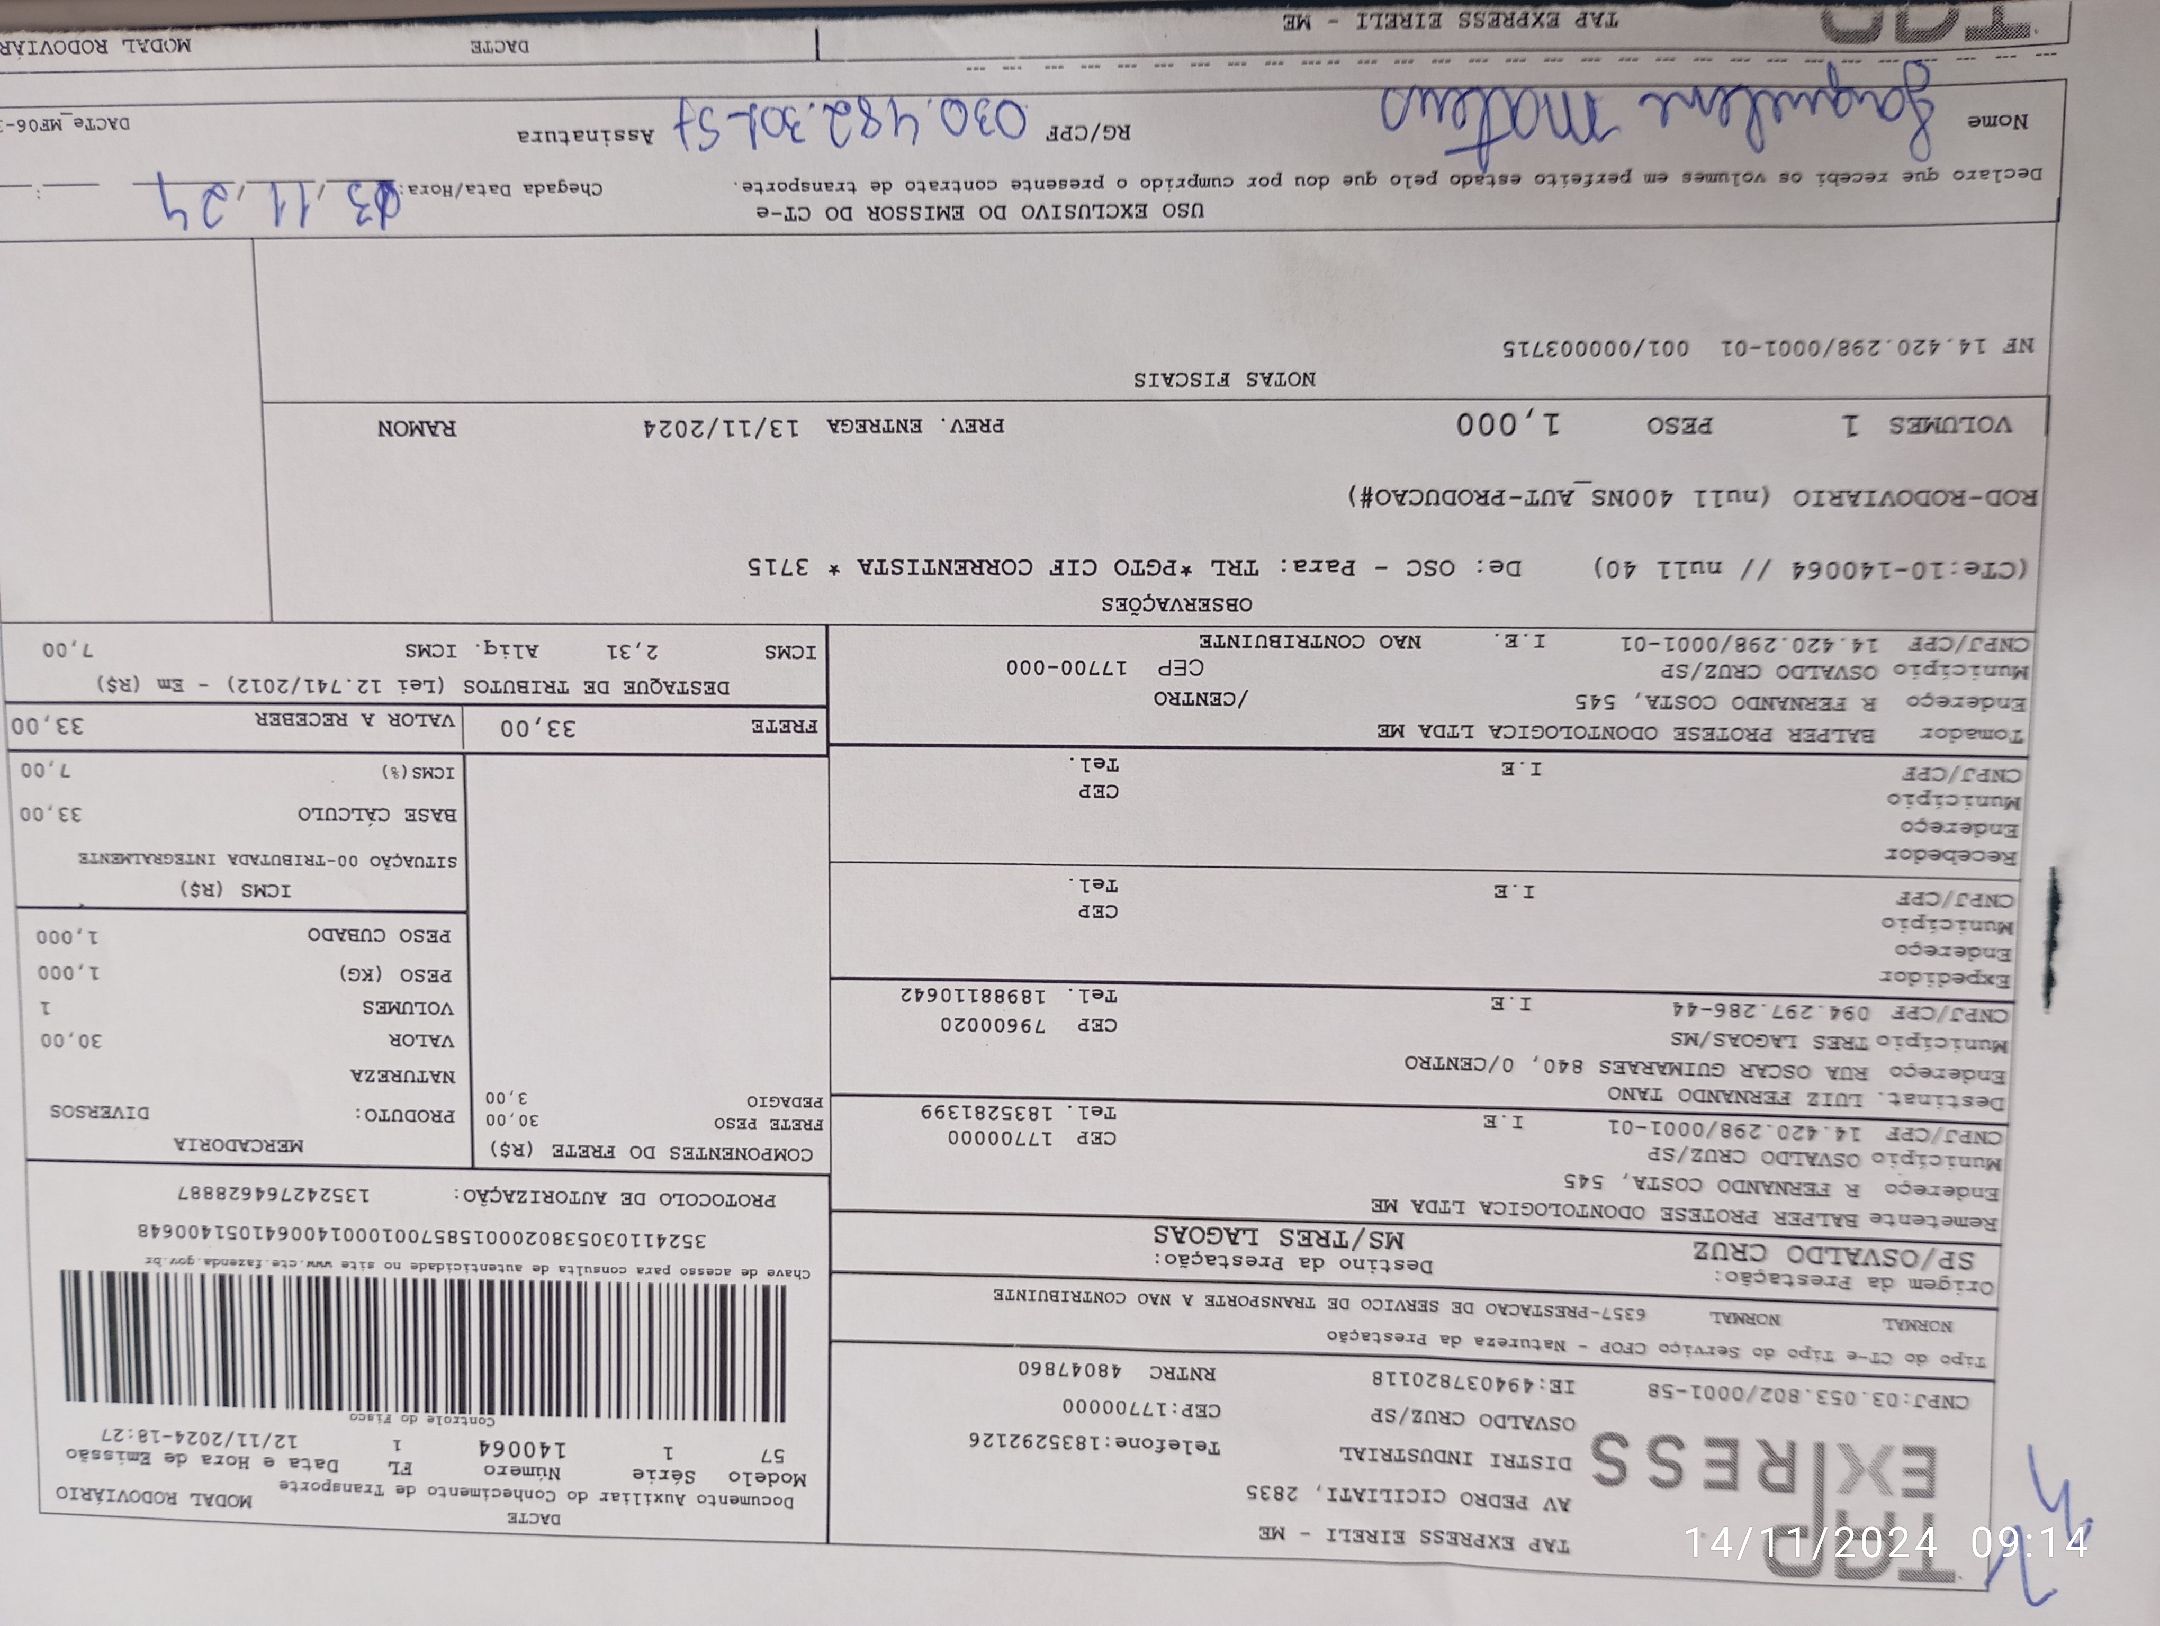 TAP
EXPRESS
TAP EXPRESS EIRELI - ME
AV PEDRO CICILIATI, 2835
DISTRI INDUSTRIAL Telefone:1835292126
OSVALDO CRUZ/SP CEP:17700000
CNPJ:03.053.802/0001-58 IE:494037820118 RNTRC 48047860
DACTE
Documento Auxiliar do Conhecimento de Transporte MODAL RODOVIÁRIO
Modelo Série Número FL Data e Hora de Emissão
57 1 140064 1 12/11/2024-18:27
Controle do Fisco
Chave de acesso para consulta de autenticidade no site www.cte.fazenda.gov.br
35241103053802000158570010001400641051400648
PROTOCOLO DE AUTORIZAÇÃO: 135242764628887
Tipo do CT-e Tipo do Serviço CFOP - Natureza da Prestação
NORMAL NORMAL 6357-PRESTACAO DE SERVICO DE TRANSPORTE A NAO CONTRIBUINTE
Origem da Prestação: Destino da Prestação:
SP/OSVALDO CRUZ MS/TRES LAGOAS
Remetente BALPER PROTESE ODONTOLOGICA LTDA ME
Endereço R FERNANDO COSTA, 545
Município OSVALDO CRUZ/SP CEP 17700000
CNPJ/CPF 14.420.298/0001-01 I.E Tel. 1835281399
Destinat. LUIZ FERNANDO TANO
Endereço RUA OSCAR GUIMARAES 840, 0/CENTRO
Município TRES LAGOAS/MS CEP 79600020
CNPJ/CPF 094.297.286-44 I.E Tel. 18988110642
Expedidor
Endereço
Município CEP
CNPJ/CPF I.E Tel.
Recebedor
Endereço
Município CEP
CNPJ/CPF I.E Tel.
Tomador BALPER PROTESE ODONTOLOGICA LTDA ME
Endereço R FERNANDO COSTA, 545 /CENTRO
Município OSVALDO CRUZ/SP CEP 17700-000
CNPJ/CPF 14.420.298/0001-01 I.E. NAO CONTRIBUINTE
COMPONENTES DO FRETE (R$)
FRETE PESO 30,00
PEDAGIO 3,00
MERCADORIA
PRODUTO: DIVERSOS
NATUREZA
VALOR 30,00
VOLUMES 1
PESO (KG) 1,000
PESO CUBADO 1,000
ICMS (R$)
SITUAÇÃO 00-TRIBUTADA INTEGRALMENTE
BASE CÁLCULO 33,00
ICMS(%) 7,00
FRETE 33,00 VALOR A RECEBER 33,00
DESTAQUE DE TRIBUTOS (Lei 12.741/2012) - Em (R$)
ICMS 2,31 Aliq. ICMS 7,00
OBSERVAÇÕES
(CTe:10-140064 // null 40) De: OSC - Para: TRL *PGTO CIF CORRENTISTA * 3715
ROD-RODOVIARIO (null 400NS_AUT-PRODUCAO#)
VOLUMES 1 PESO 1,000 PREV. ENTREGA 13/11/2024 RAMON
NOTAS FISCAIS
NF 14.420.298/0001-01 001/000003715
USO EXCLUSIVO DO EMISSOR DO CT-e
Declaro que recebi os volumes em perfeito estado pelo que dou por cumprido o presente contrato de transporte. Chegada Data/Hora: 13/11/24 :
Nome Jaqueline Mateus RG/CPF 030.482.301-57 Assinatura
DACTe_MF06-
TAP EXPRESS EIRELI - ME DACTE MODAL RODOVIÁR
14/11/2024 09:14